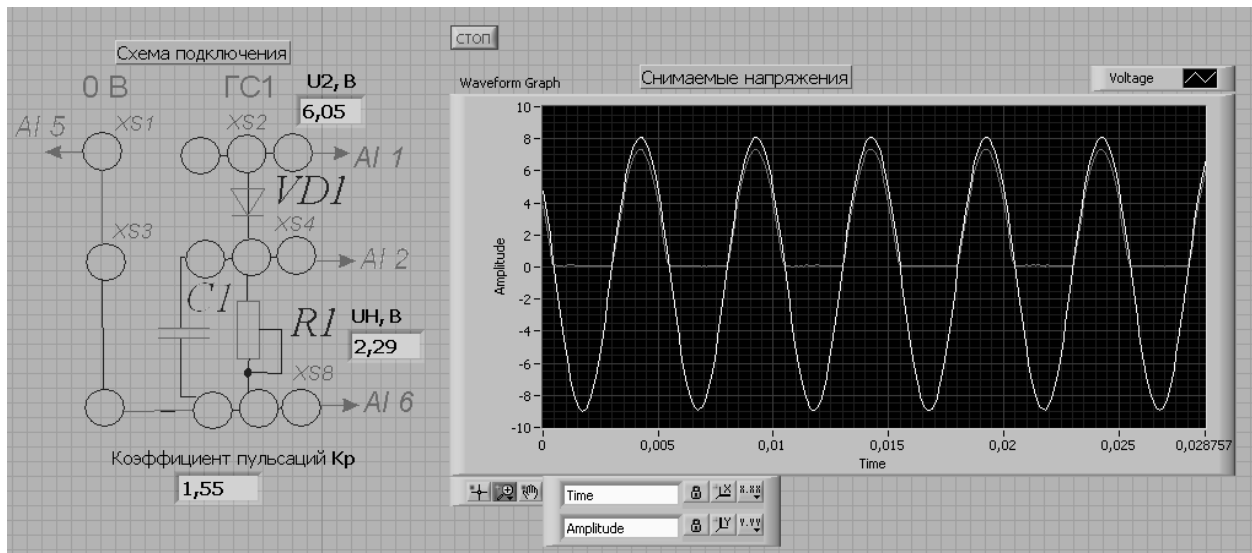 Схема подключения
0 В
ГС1
U2, В
6,05
AI 5
XS1
XS2
AI 1
VD1
XS3
XS4
AI 2
C1
R1
UН, В
2,29
XS8
AI 6
Коэффициент пульсаций Кр
1,55
стоп
Waveform Graph
Снимаемые напряжения
Voltage
10
8
6
4
2
0
-2
-4
-6
-8
-10
Amplitude
0
0,005
0,01
0,015
0,02
0,025
0,028757
Time
Time
X.XX
Amplitude
Y.YY